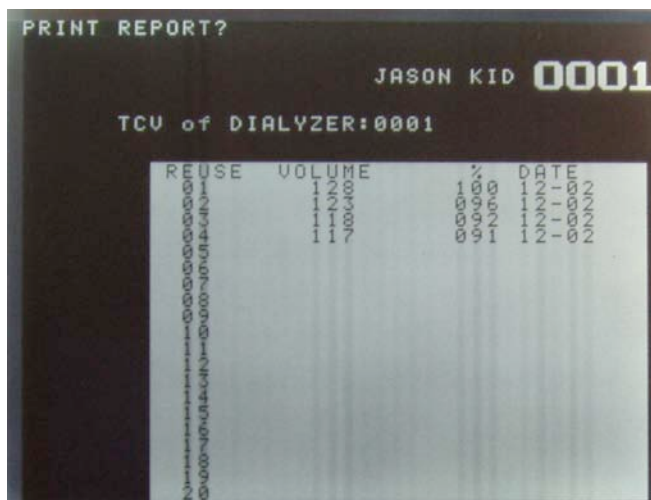 PRINT REPORT?
JASON KID 0001
TCV of DIALYZER:0001
REUSE VOLUME % DATE
01 128 100 12-02
02 123 096 12-02
03 118 092 12-02
04 117 091 12-02
05
06
07
08
09
10
11
12
13
14
15
16
17
18
19
20